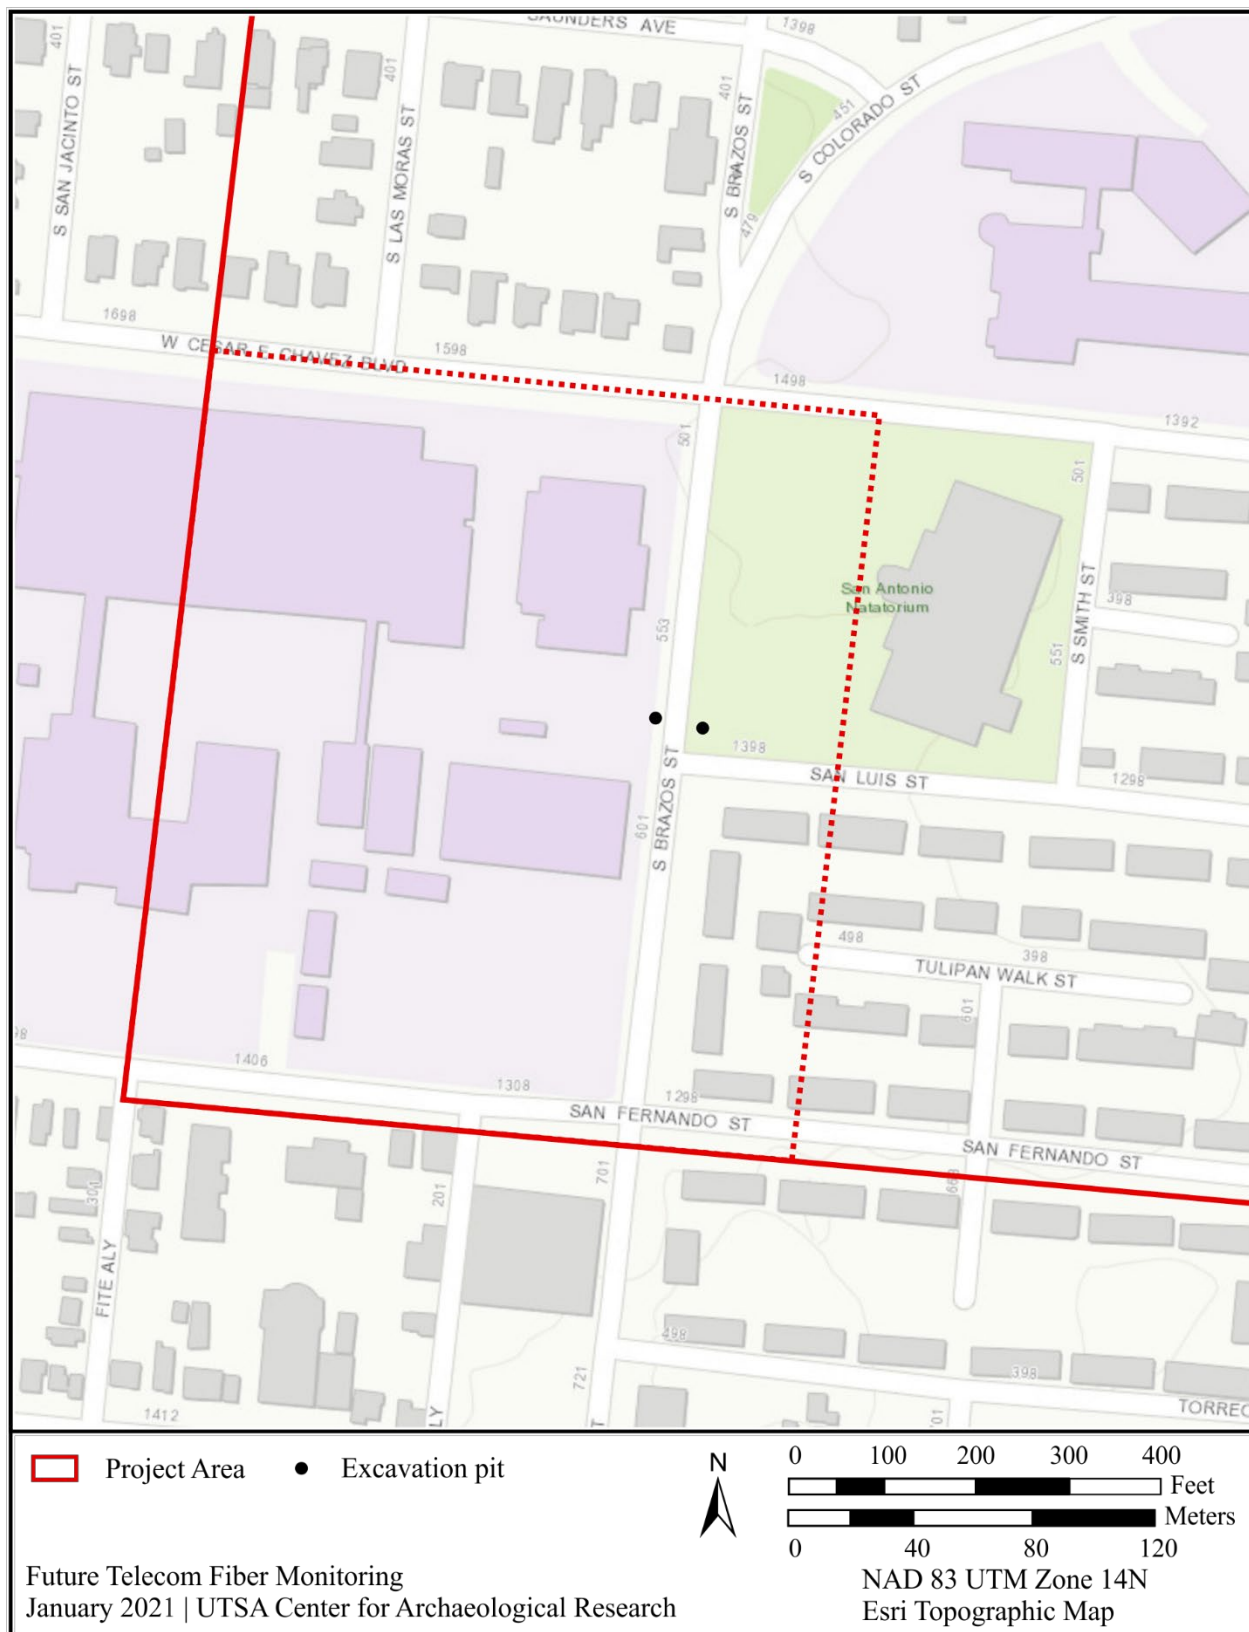 SAUNDERS AVE
1398
401
S SAN JACINTO ST
401
S LAS MORAS ST
401
S BRAZOS ST
451
S COLORADO ST
479
1698
W CESAR E CHAVEZ BLVD
1598
1498
1392
501
501
San Antonio
Natatorium
398
553
551
S SMITH ST
1398
SAN LUIS ST
1298
601
S BRAZOS ST
498
398
TULIPAN WALK ST
601
98
1406
1308
1298
SAN FERNANDO ST
SAN FERNANDO ST
301
201
701
668
FITE ALY
498
398
721
1412
LY
T
701
TORREO
Project Area
Excavation pit
N
0 100 200 300 400
Feet
Meters
0 40 80 120
Future Telecom Fiber Monitoring
January 2021 | UTSA Center for Archaeological Research
NAD 83 UTM Zone 14N
Esri Topographic Map